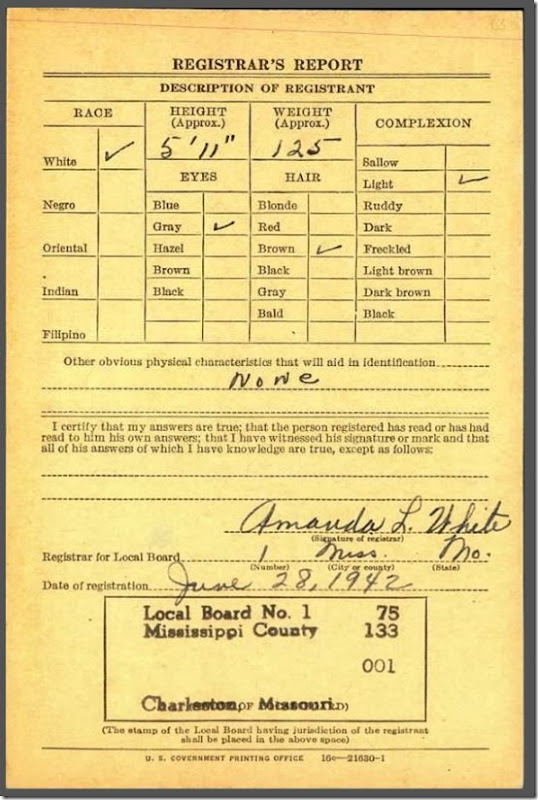 REGISTRAR'S REPORT
DESCRIPTION OF REGISTRANT
RACE
HEIGHT (Approx.)
WEIGHT (Approx.)
COMPLEXION
5'11"
125
White ✓
Sallow
EYES
HAIR
Light ✓
Negro
Blue
Blonde
Ruddy
Gray ✓
Red
Dark
Oriental
Hazel
Brown ✓
Freckled
Brown
Black
Light brown
Indian
Black
Gray
Dark brown
Bald
Black
Filipino
Other obvious physical characteristics that will aid in identification
None
I certify that my answers are true; that the person registered has read or has had
read to him his own answers; that I have witnessed his signature or mark and that
all of his answers of which I have knowledge are true, except as follows:
Amanda L. White
(Signature of registrar)
Registrar for Local Board 1 Miss. Mo.
(Number) (City or county) (State)
Date of registration June 28, 1942
Local Board No. 1 75
Mississippi County 133
001
Charleston, Missouri
(The stamp of the Local Board having jurisdiction of the registrant
shall be placed in the above space)
U. S. GOVERNMENT PRINTING OFFICE 16—21630-1